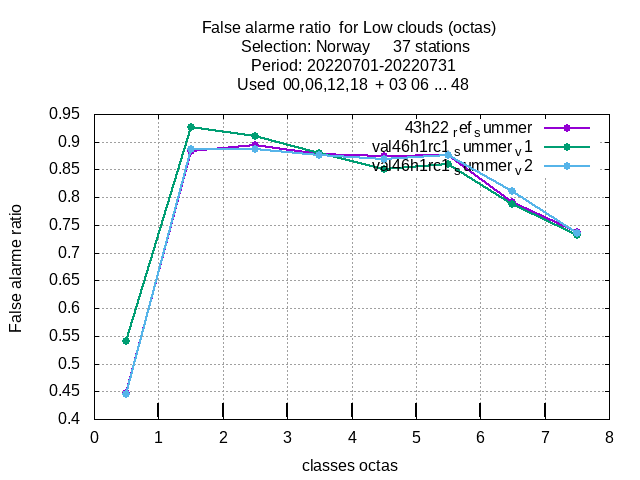 False alarme ratio for Low clouds (octas)
Selection: Norway 37 stations
Period: 20220701-20220731
Used 00,06,12,18 + 03 06 ... 48
0.95
0.9
0.85
0.8
0.75
0.7
0.65
0.6
0.55
0.5
0.45
0.4
False alarme ratio
43h22refsummer
val46h1rc1summerv1
val46h1rc1summerv2
0 1 2 3 4 5 6 7 8
classes octas